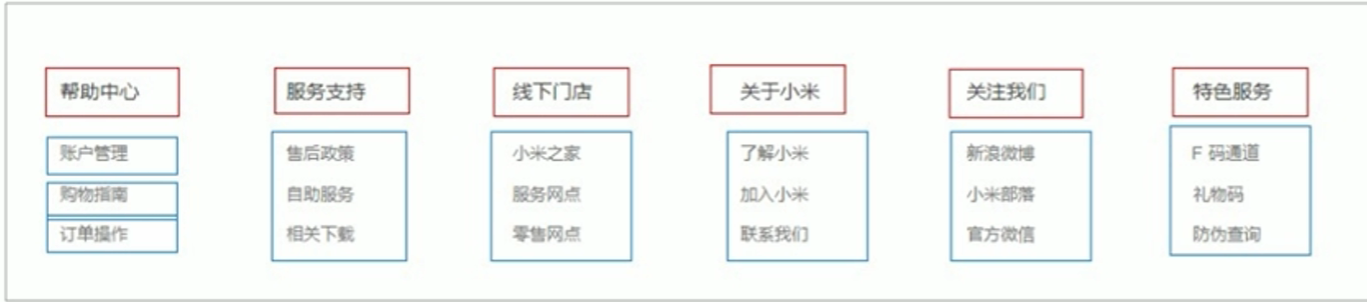 帮助中心
服务支持
线下门店
关于小米
关注我们
特色服务
账户管理
售后政策
小米之家
了解小米
新浪微博
F 码通道
购物指南
自助服务
服务网点
加入小米
小米部落
礼物码
订单操作
相关下载
零售网点
联系我们
官方微信
防伪查询